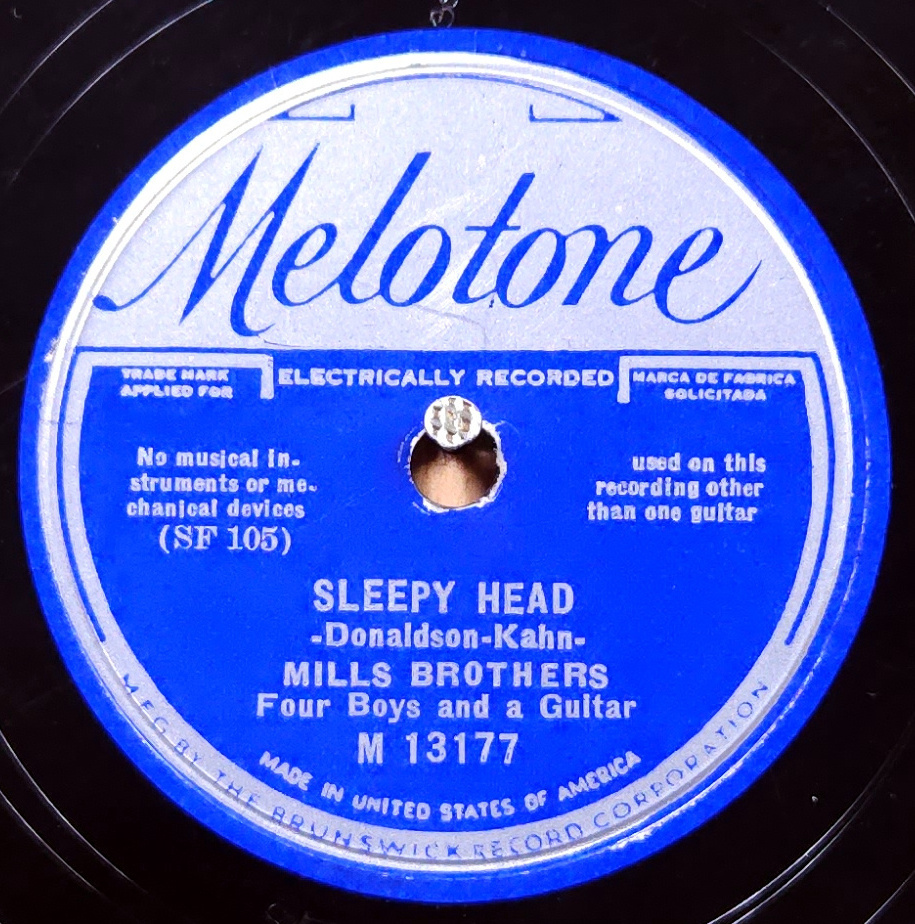 Melotone
TRADE MARK
APPLIED FOR
ELECTRICALLY RECORDED
MARCA DE FABRICA
SOLICITADA
No musical in-
struments or me-
chanical devices
(SF 105)
used on this
recording other
than one guitar
SLEEPY HEAD
-Donaldson-Kahn-
MILLS BROTHERS
Four Boys and a Guitar
M 13177
MADE IN UNITED STATES OF AMERICA
MFG. BY THE BRUNSWICK RECORD CORPORATION